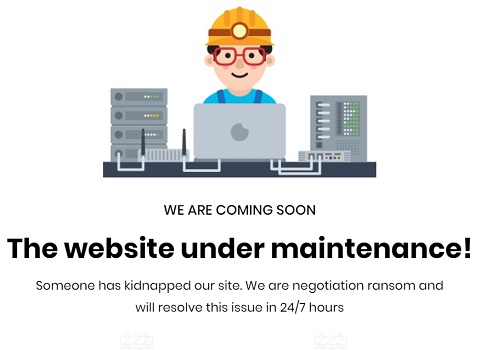 WE ARE COMING SOON
The website under maintenance!
Someone has kidnapped our site. We are negotiation ransom and
will resolve this issue in 24/7 hours